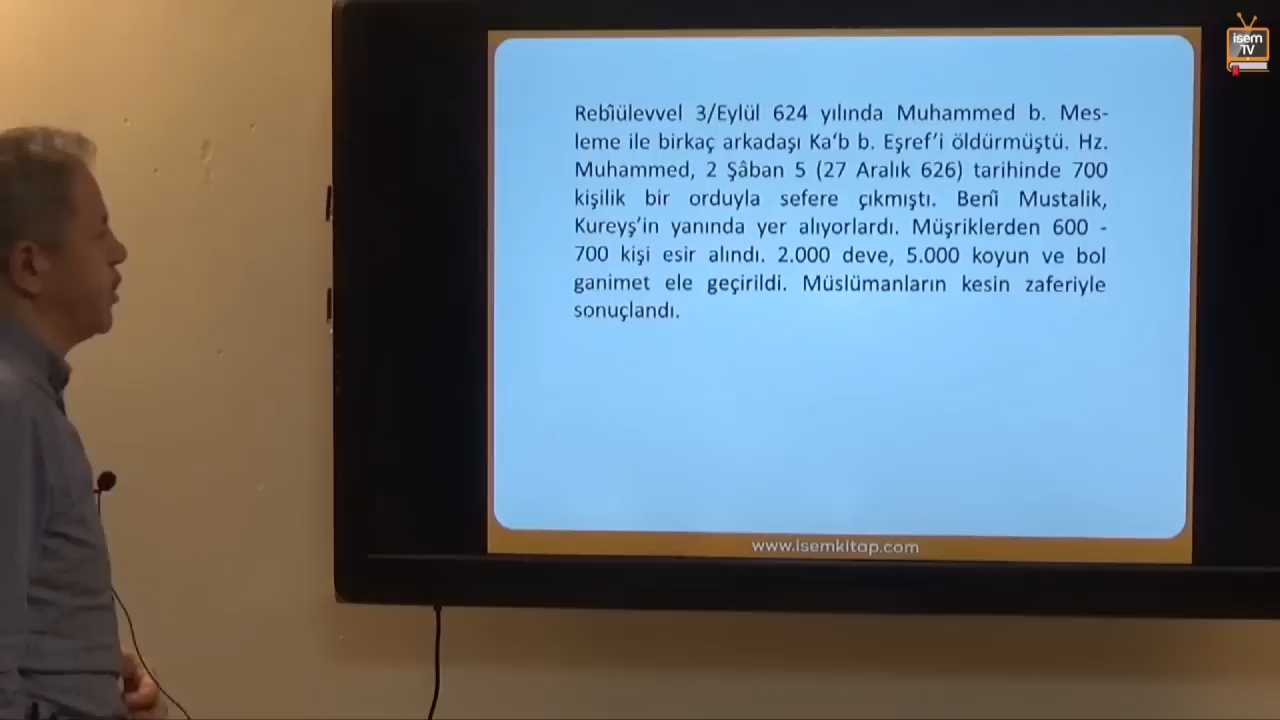 isem
TV
Rebîülevvel 3/Eylül 624 yılında Muhammed b. Mes-
leme ile birkaç arkadaşı Ka‘b b. Eşref’i öldürmüştü. Hz.
Muhammed, 2 Şâban 5 (27 Aralık 626) tarihinde 700
kişilik bir orduyla sefere çıkmıştı. Benî Mustalik,
Kureyş’in yanında yer alıyorlardı. Müşriklerden 600 -
700 kişi esir alındı. 2.000 deve, 5.000 koyun ve bol
ganimet ele geçirildi. Müslümanların kesin zaferiyle
sonuçlandı.
www.isemkitap.com